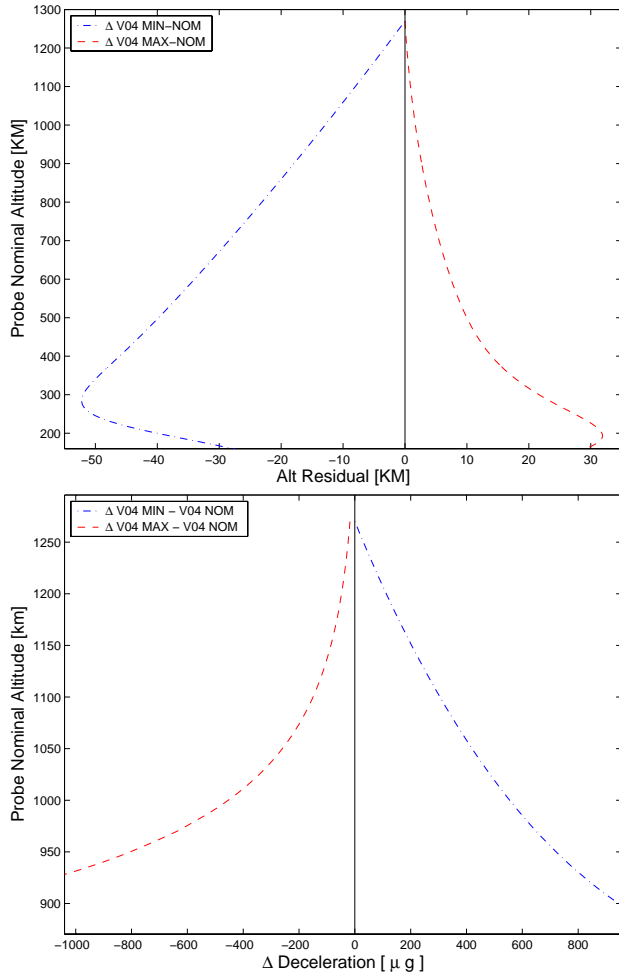 1300
Δ V04 MIN−NOM
Δ V04 MAX−NOM
1200
1100
1000
900
800
700
600
500
400
300
200
Probe Nominal Altitude [KM]
−50 −40 −30 −20 −10 0 10 20 30
Alt Residual [KM]
Δ V04 MIN − V04 NOM
Δ V04 MAX − V04 NOM
1250
1200
1150
1100
1050
1000
950
900
Probe Nominal Altitude [km]
−1000 −800 −600 −400 −200 0 200 400 600 800
Δ Deceleration [ μ g ]